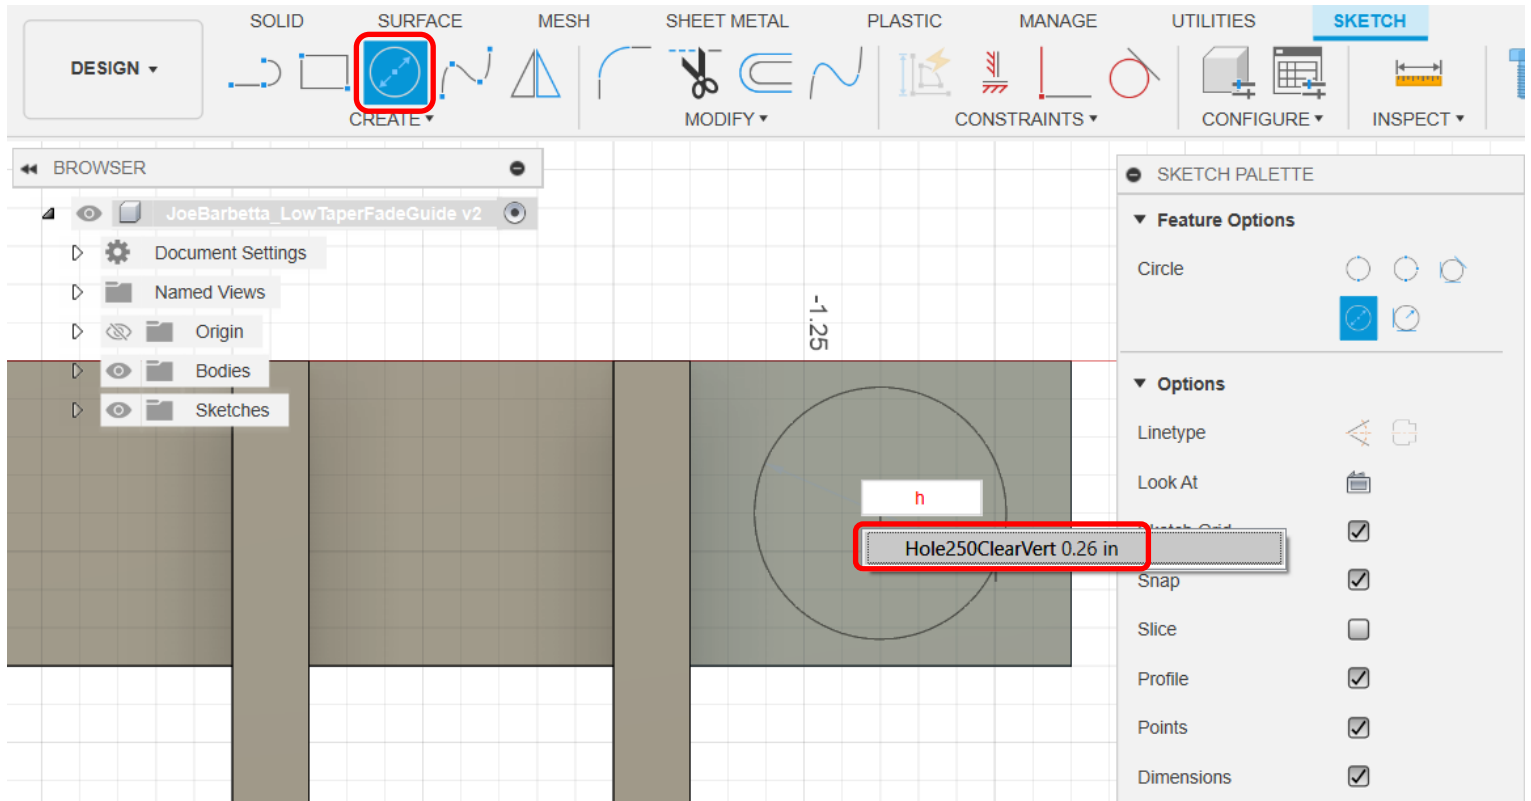 SOLID SURFACE MESH SHEET METAL PLASTIC MANAGE UTILITIES SKETCH
DESIGN
CREATE MODIFY CONSTRAINTS CONFIGURE INSPECT
BROWSER
JoeBarbetta_LowTaperFadeGuide v2
Document Settings
Named Views
Origin
Bodies
Sketches
-1.25
h
Hole250ClearVert 0.26 in
SKETCH PALETTE
Feature Options
Circle
Options
Linetype
Look At
Sketch Grid
Snap
Slice
Profile
Points
Dimensions